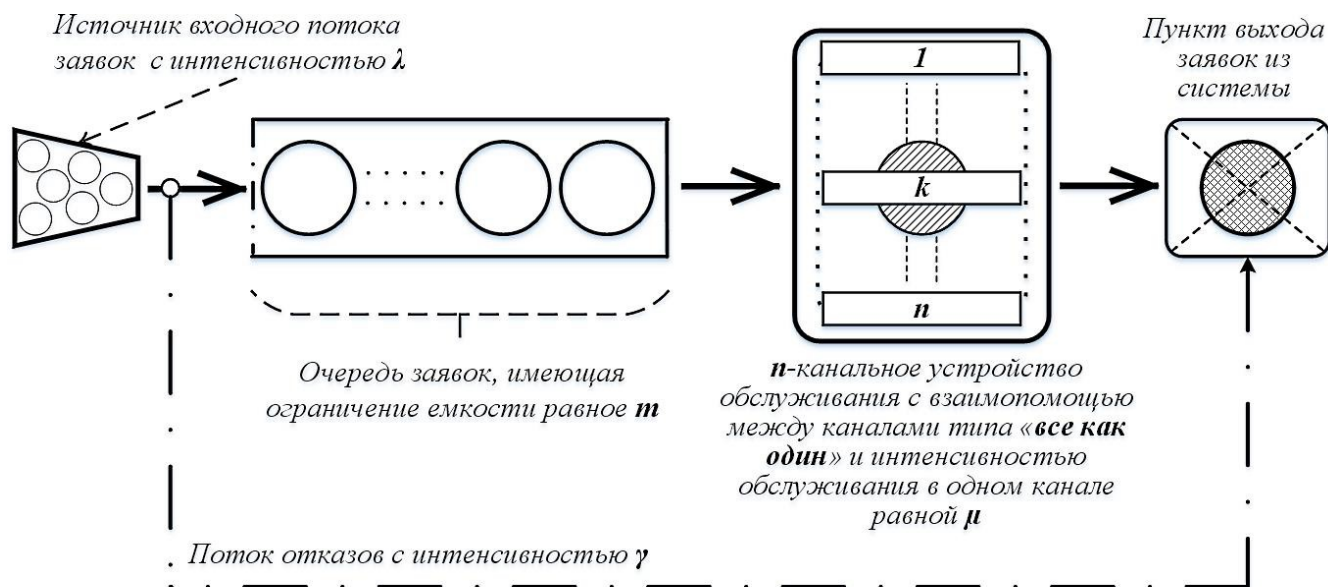 Источник входного потока
заявок с интенсивностью λ
Пункт выхода
заявок из
системы
1
k
n
Очередь заявок, имеющая
ограничение емкости равное m
n-канальное устройство
обслуживания с взаимопомощью
между каналами типа «все как
один» и интенсивностью
обслуживания в одном канале
равной μ
Поток отказов с интенсивностью γ